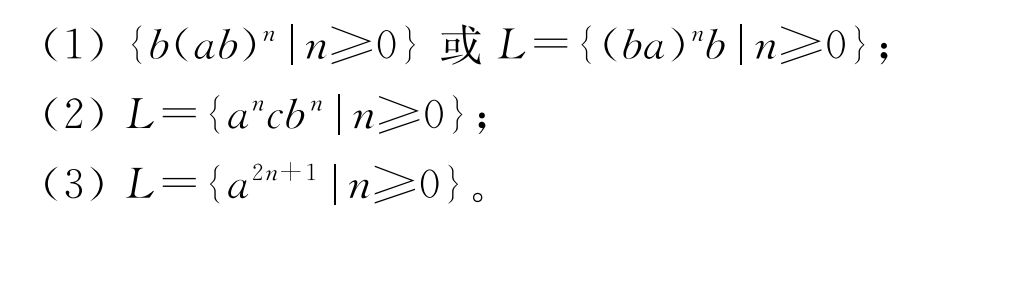 (1) {b(ab)ⁿ|n⩾0} 或 L={(ba)ⁿb|n⩾0};
(2) L={aⁿcbⁿ|n⩾0};
(3) L={a²ⁿ⁺¹|n⩾0}。